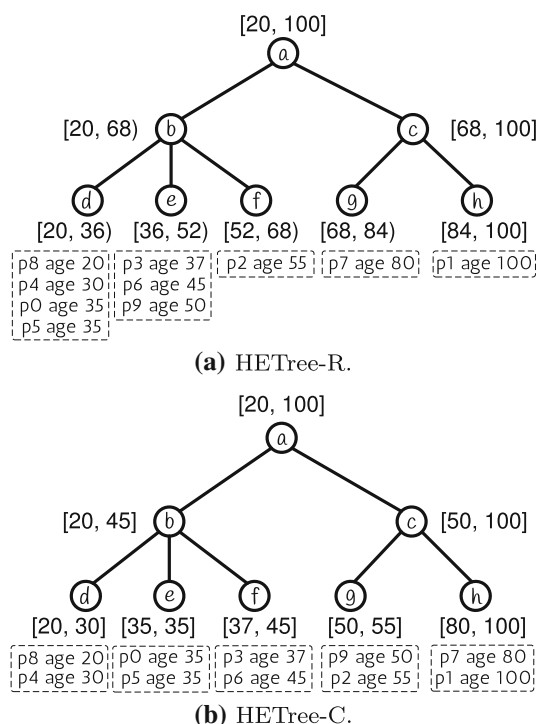 [20, 100]
a
[20, 68) b c [68, 100]
d e f g h
[20, 36) [36, 52) [52, 68) [68, 84) [84, 100]
p8 age 20 p3 age 37 p2 age 55 p7 age 80 p1 age 100
p4 age 30 p6 age 45
p0 age 35 p9 age 50
p5 age 35
(a) HETree-R.
[20, 100]
a
[20, 45] b c [50, 100]
d e f g h
[20, 30] [35, 35] [37, 45] [50, 55] [80, 100]
p8 age 20 p0 age 35 p3 age 37 p9 age 50 p7 age 80
p4 age 30 p5 age 35 p6 age 45 p2 age 55 p1 age 100
(b) HETree-C.